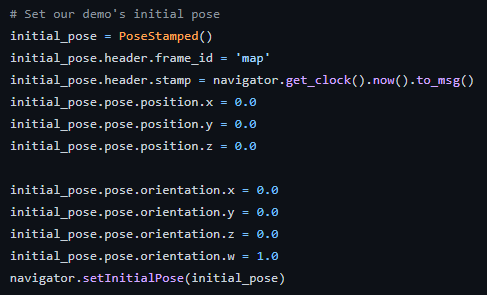 # Set our demo's initial pose
initial_pose = PoseStamped()
initial_pose.header.frame_id = 'map'
initial_pose.header.stamp = navigator.get_clock().now().to_msg()
initial_pose.pose.position.x = 0.0
initial_pose.pose.position.y = 0.0
initial_pose.pose.position.z = 0.0
initial_pose.pose.orientation.x = 0.0
initial_pose.pose.orientation.y = 0.0
initial_pose.pose.orientation.z = 0.0
initial_pose.pose.orientation.w = 1.0
navigator.setInitialPose(initial_pose)